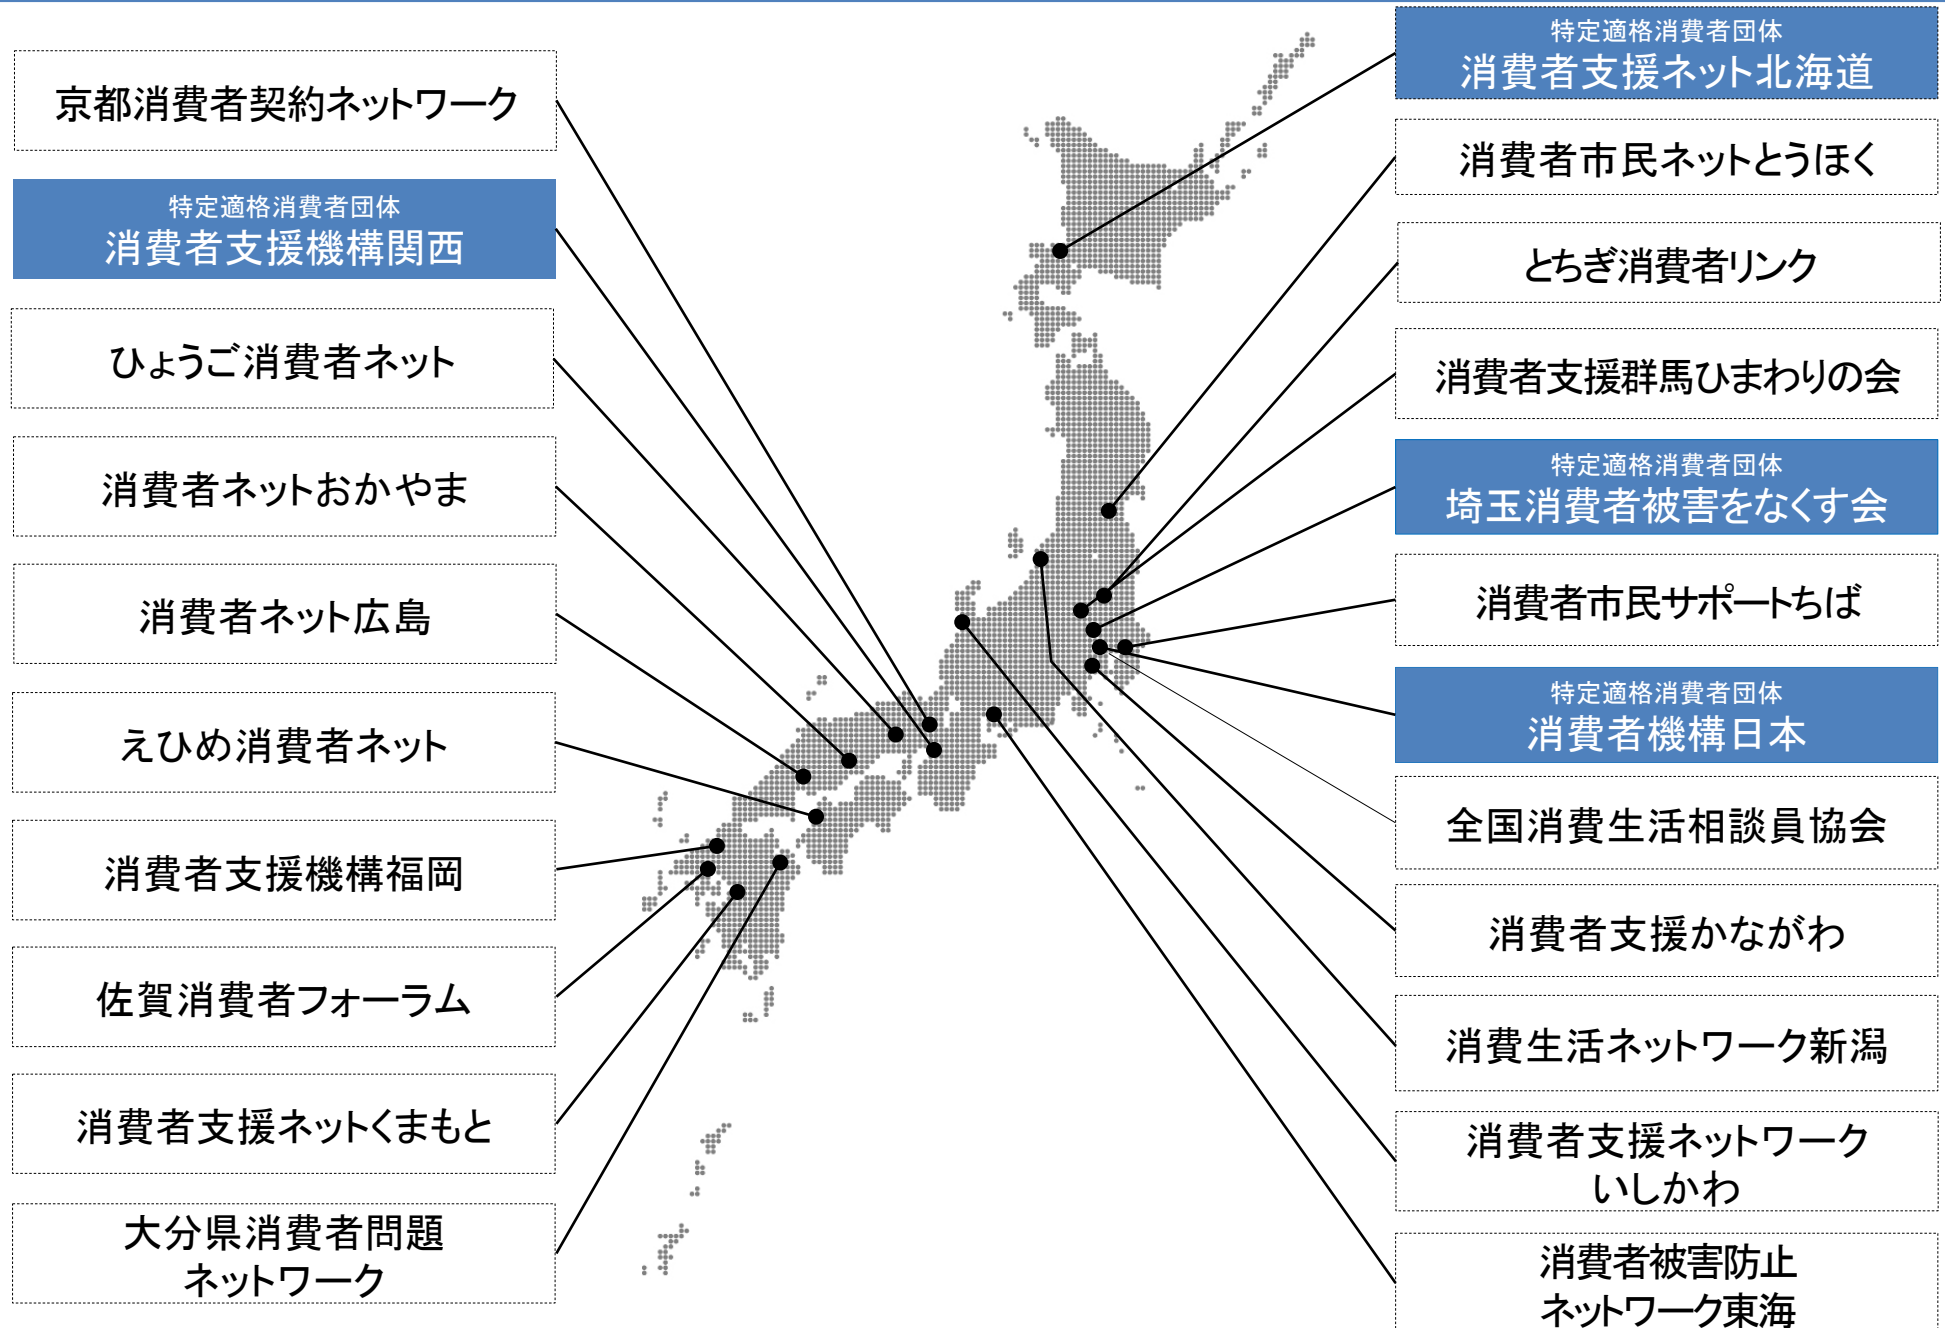 京都消費者契約ネットワーク
特定適格消費者団体
消費者支援機構関西
ひょうご消費者ネット
消費者ネットおかやま
消費者ネット広島
えひめ消費者ネット
消費者支援機構福岡
佐賀消費者フォーラム
消費者支援ネットくまもと
大分県消費者問題
ネットワーク
特定適格消費者団体
消費者支援ネット北海道
消費者市民ネットとうほく
とちぎ消費者リンク
消費者支援群馬ひまわりの会
特定適格消費者団体
埼玉消費者被害をなくす会
消費者市民サポートちば
特定適格消費者団体
消費者機構日本
全国消費生活相談員協会
消費者支援かながわ
消費生活ネットワーク新潟
消費者支援ネットワーク
いしかわ
消費者被害防止
ネットワーク東海